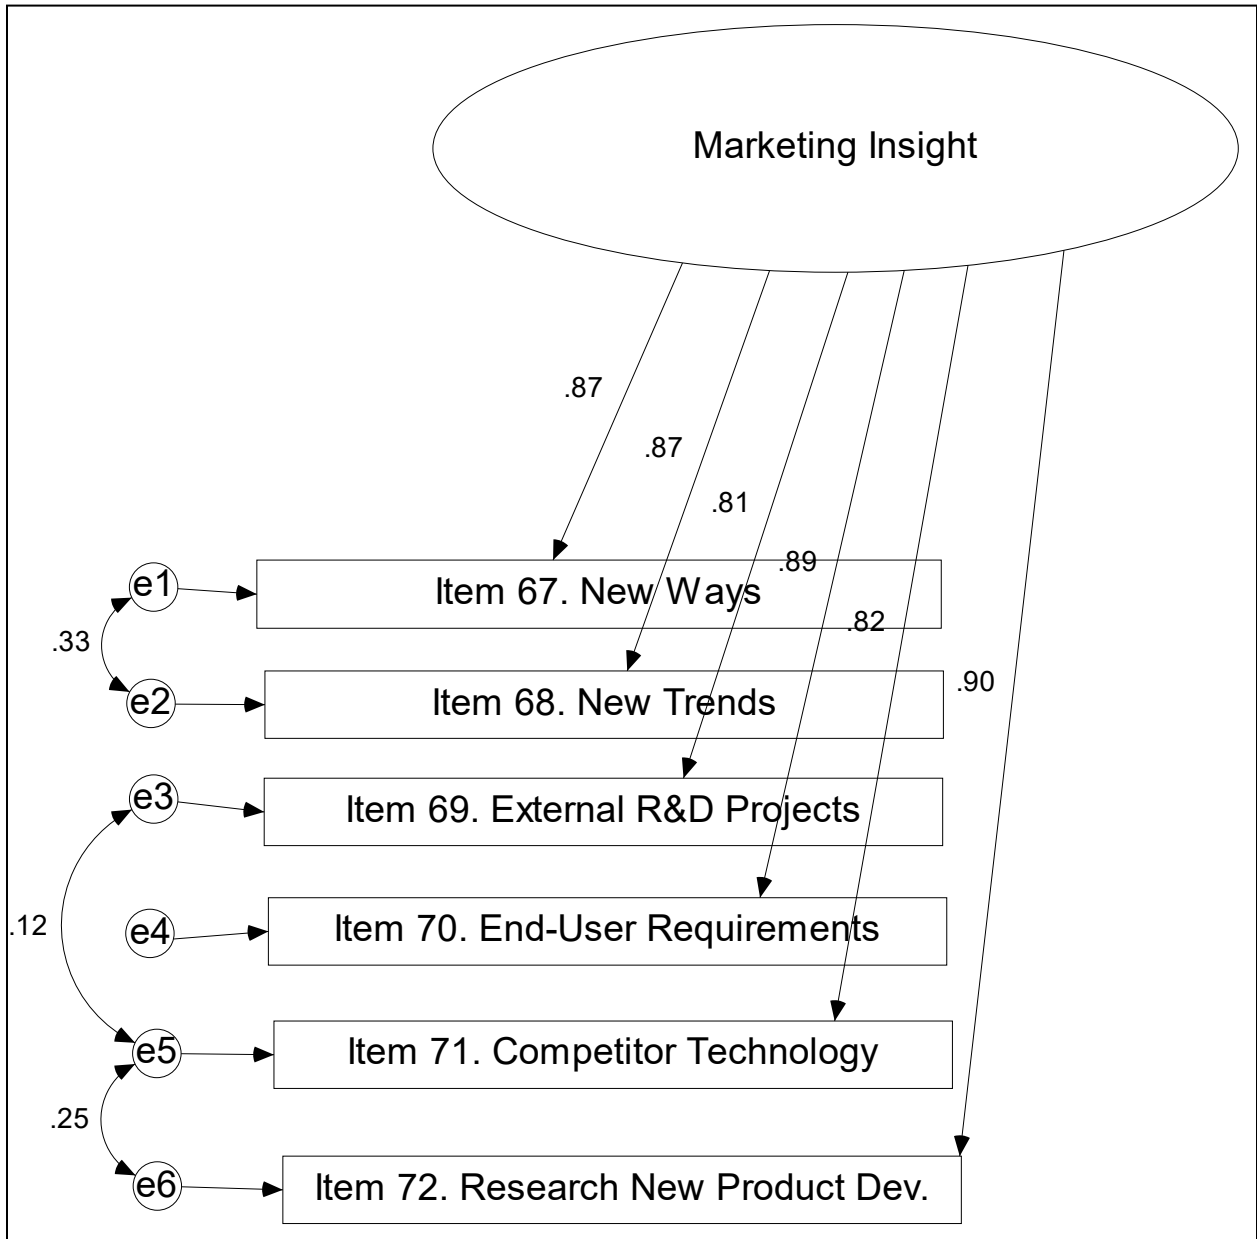 Marketing Insight
.87
.87
.81
.89
.82
.90
e1
Item 67. New Ways
.33
e2
Item 68. New Trends
e3
Item 69. External R&D Projects
.12
e4
Item 70. End-User Requirements
e5
Item 71. Competitor Technology
.25
e6
Item 72. Research New Product Dev.